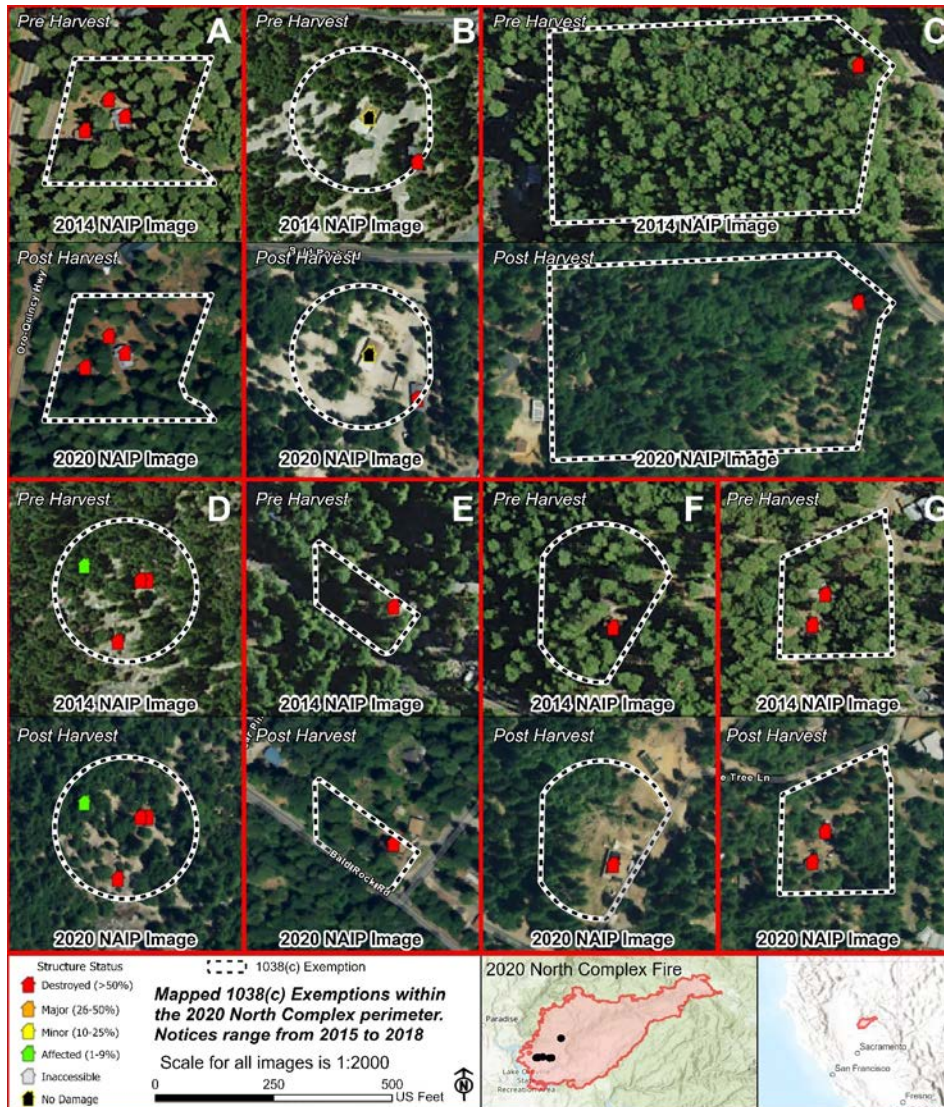 Pre Harvest
A
2014 NAIP Image
Pre Harvest
B
2014 NAIP Image
Pre Harvest
C
2014 NAIP Image
Post Harvest
Oro-Quincy Hwy
2020 NAIP Image
Post Harvest
2020 NAIP Image
Post Harvest
2020 NAIP Image
Pre Harvest
D
2014 NAIP Image
Pre Harvest
E
2014 NAIP Image
Pre Harvest
F
2014 NAIP Image
Pre Harvest
G
2014 NAIP Image
Post Harvest
2020 NAIP Image
Post Harvest
Bald Rock Rd
2020 NAIP Image
Post Harvest
2020 NAIP Image
Post Harvest
e Tree Ln
2020 NAIP Image
Structure Status
Destroyed (>50%)
Major (26-50%)
Minor (10-25%)
Affected (1-9%)
Inaccessible
No Damage
1038(c) Exemption
Mapped 1038(c) Exemptions within
the 2020 North Complex perimeter.
Notices range from 2015 to 2018
Scale for all images is 1:2000
0 250 500
US Feet
N
2020 North Complex Fire
Paradise
Recreation Area
Sacramento
San Francisco
Fresno